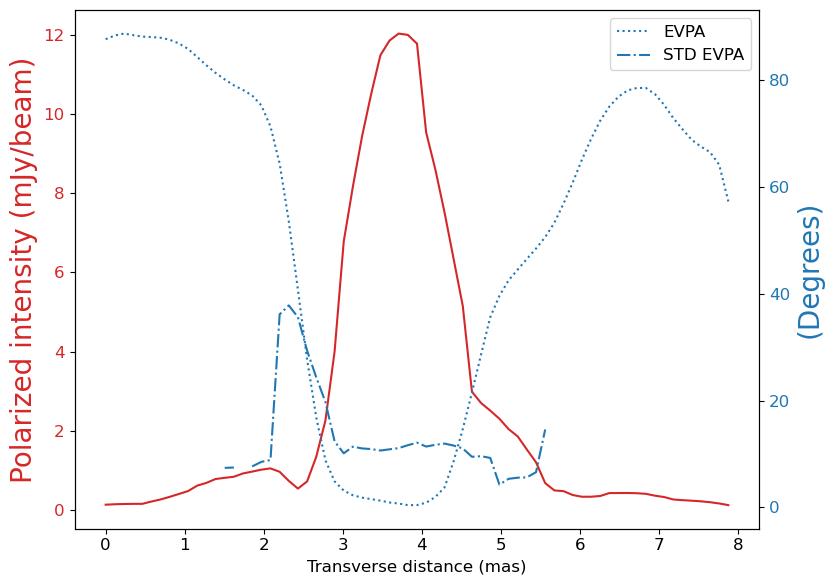 Polarized intensity (mJy/beam)
12
10
8
6
4
2
0
EVPA
STD EVPA
80
60
40
20
0
(Degrees)
0 1 2 3 4 5 6 7 8
Transverse distance (mas)